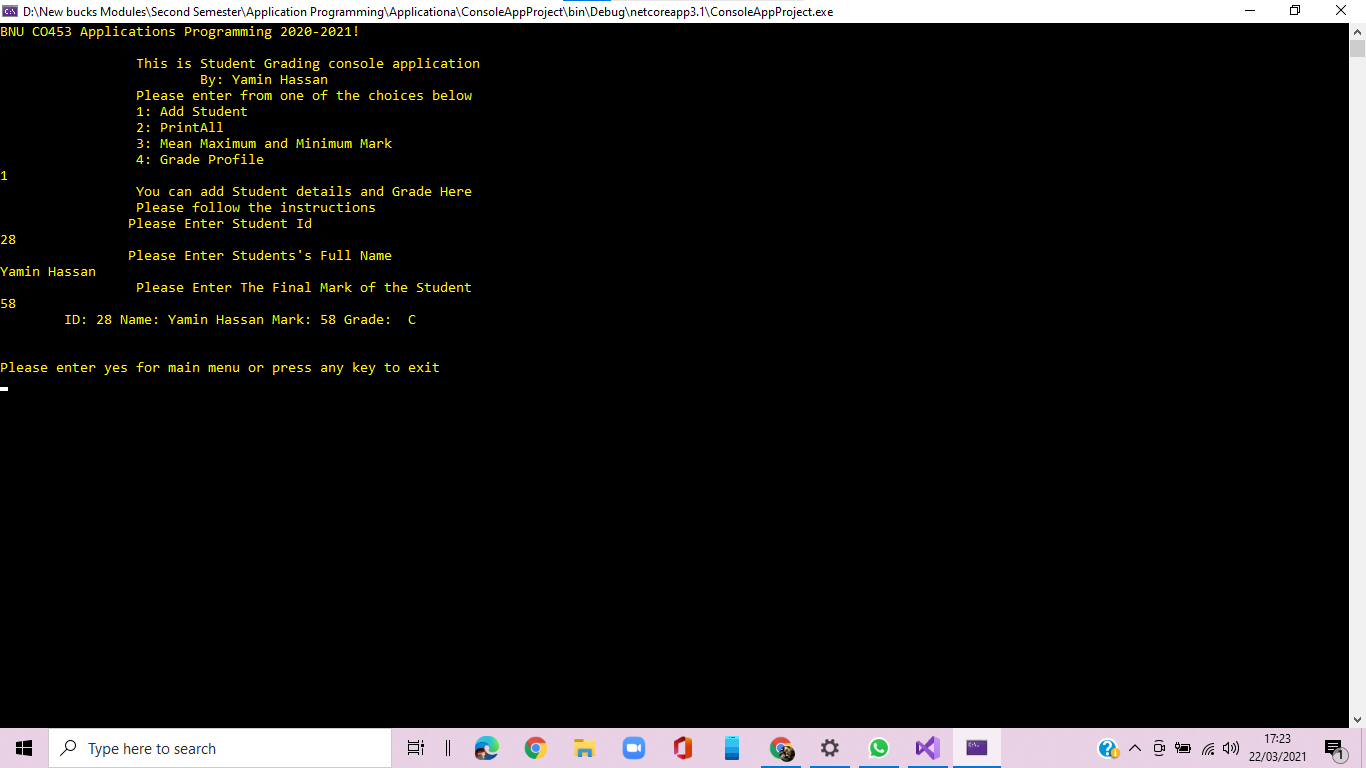 D:\New bucks Modules\Second Semester\Application Programming\Applicationa\ConsoleAppProject\bin\Debug\netcoreapp3.1\ConsoleAppProject.exe
BNU CO453 Applications Programming 2020-2021!
This is Student Grading console application
By: Yamin Hassan
Please enter from one of the choices below
1: Add Student
2: PrintAll
3: Mean Maximum and Minimum Mark
4: Grade Profile
1
You can add Student details and Grade Here
Please follow the instructions
Please Enter Student Id
28
Please Enter Students's Full Name
Yamin Hassan
Please Enter The Final Mark of the Student
58
ID: 28 Name: Yamin Hassan Mark: 58 Grade:  C
Please enter yes for main menu or press any key to exit
Type here to search
17:23
22/03/2021
1